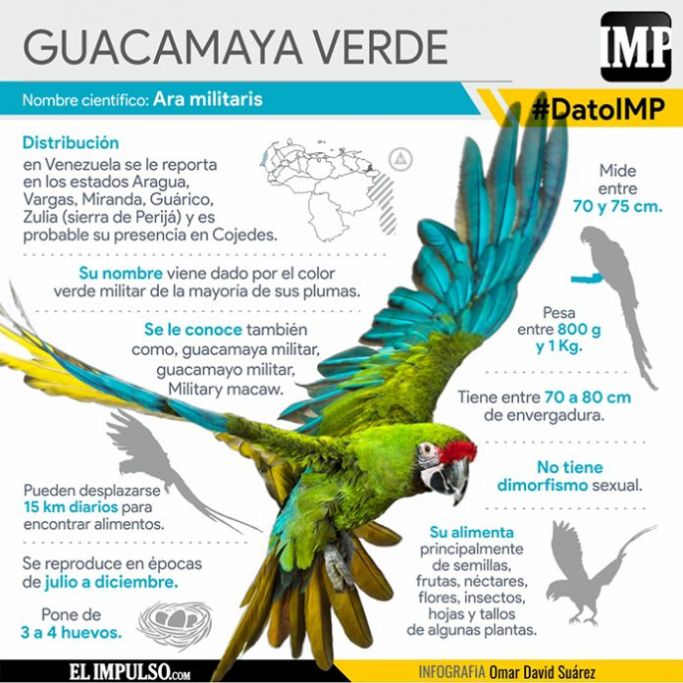 GUACAMAYA VERDE
IMP
Nombre científico: Ara militaris
#DatoIMP
Distribución
en Venezuela se le reporta
en los estados Aragua,
Vargas, Miranda, Guárico,
Zulia (sierra de Perijá) y es
probable su presencia en Cojedes.
Mide
entre
70 y 75 cm.
Su nombre viene dado por el color
verde militar de la mayoría de sus plumas.
Se le conoce también
como, guacamaya militar,
guacamayo militar,
Military macaw.
Pesa
entre 800 g
y 1 Kg.
Tiene entre 70 a 80 cm
de envergadura.
No tiene
dimorfismo sexual.
Pueden desplazarse
15 km diarios para
encontrar alimentos.
Se reproduce en épocas
de julio a diciembre.
Pone de
3 a 4 huevos.
Su alimenta
principalmente
de semillas,
frutas, néctares,
flores, insectos,
hojas y tallos
de algunas plantas.
EL IMPULSO.COM
INFOGRAFIA Omar David Suárez